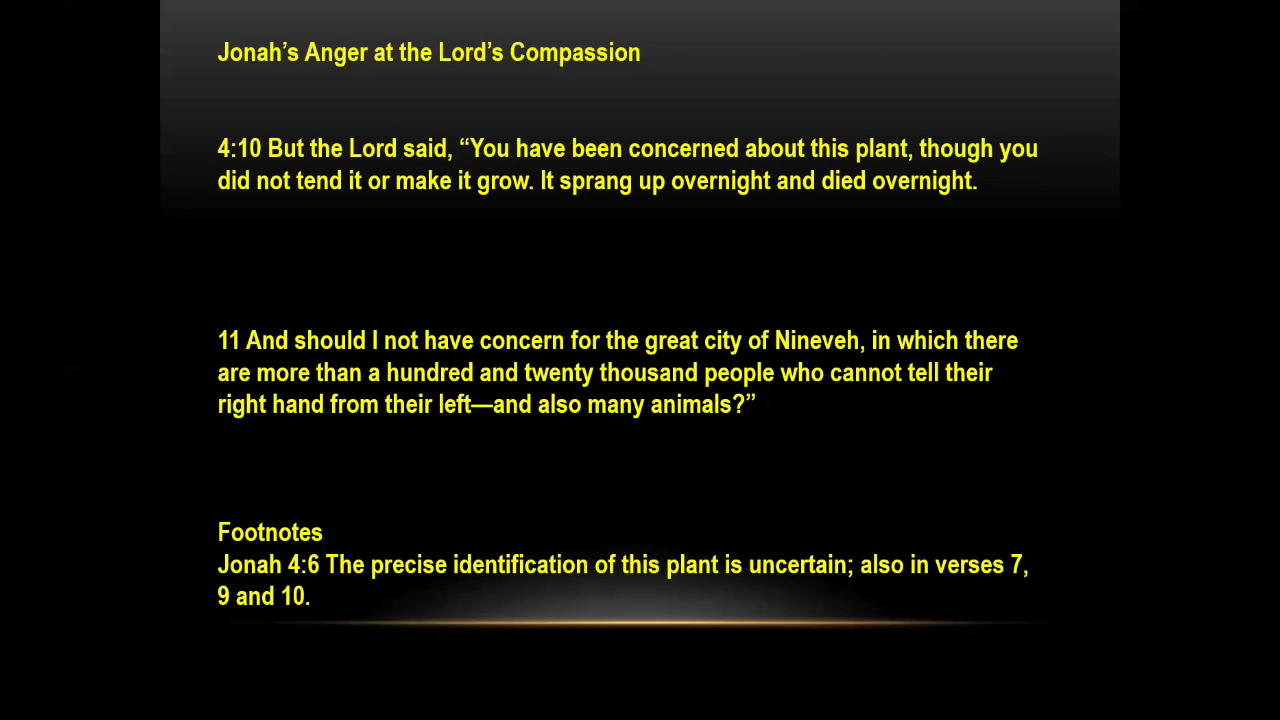 Jonah’s Anger at the Lord’s Compassion
4:10 But the Lord said, “You have been concerned about this plant, though you
did not tend it or make it grow. It sprang up overnight and died overnight.
11 And should I not have concern for the great city of Nineveh, in which there
are more than a hundred and twenty thousand people who cannot tell their
right hand from their left—and also many animals?”
Footnotes
Jonah 4:6 The precise identification of this plant is uncertain; also in verses 7,
9 and 10.